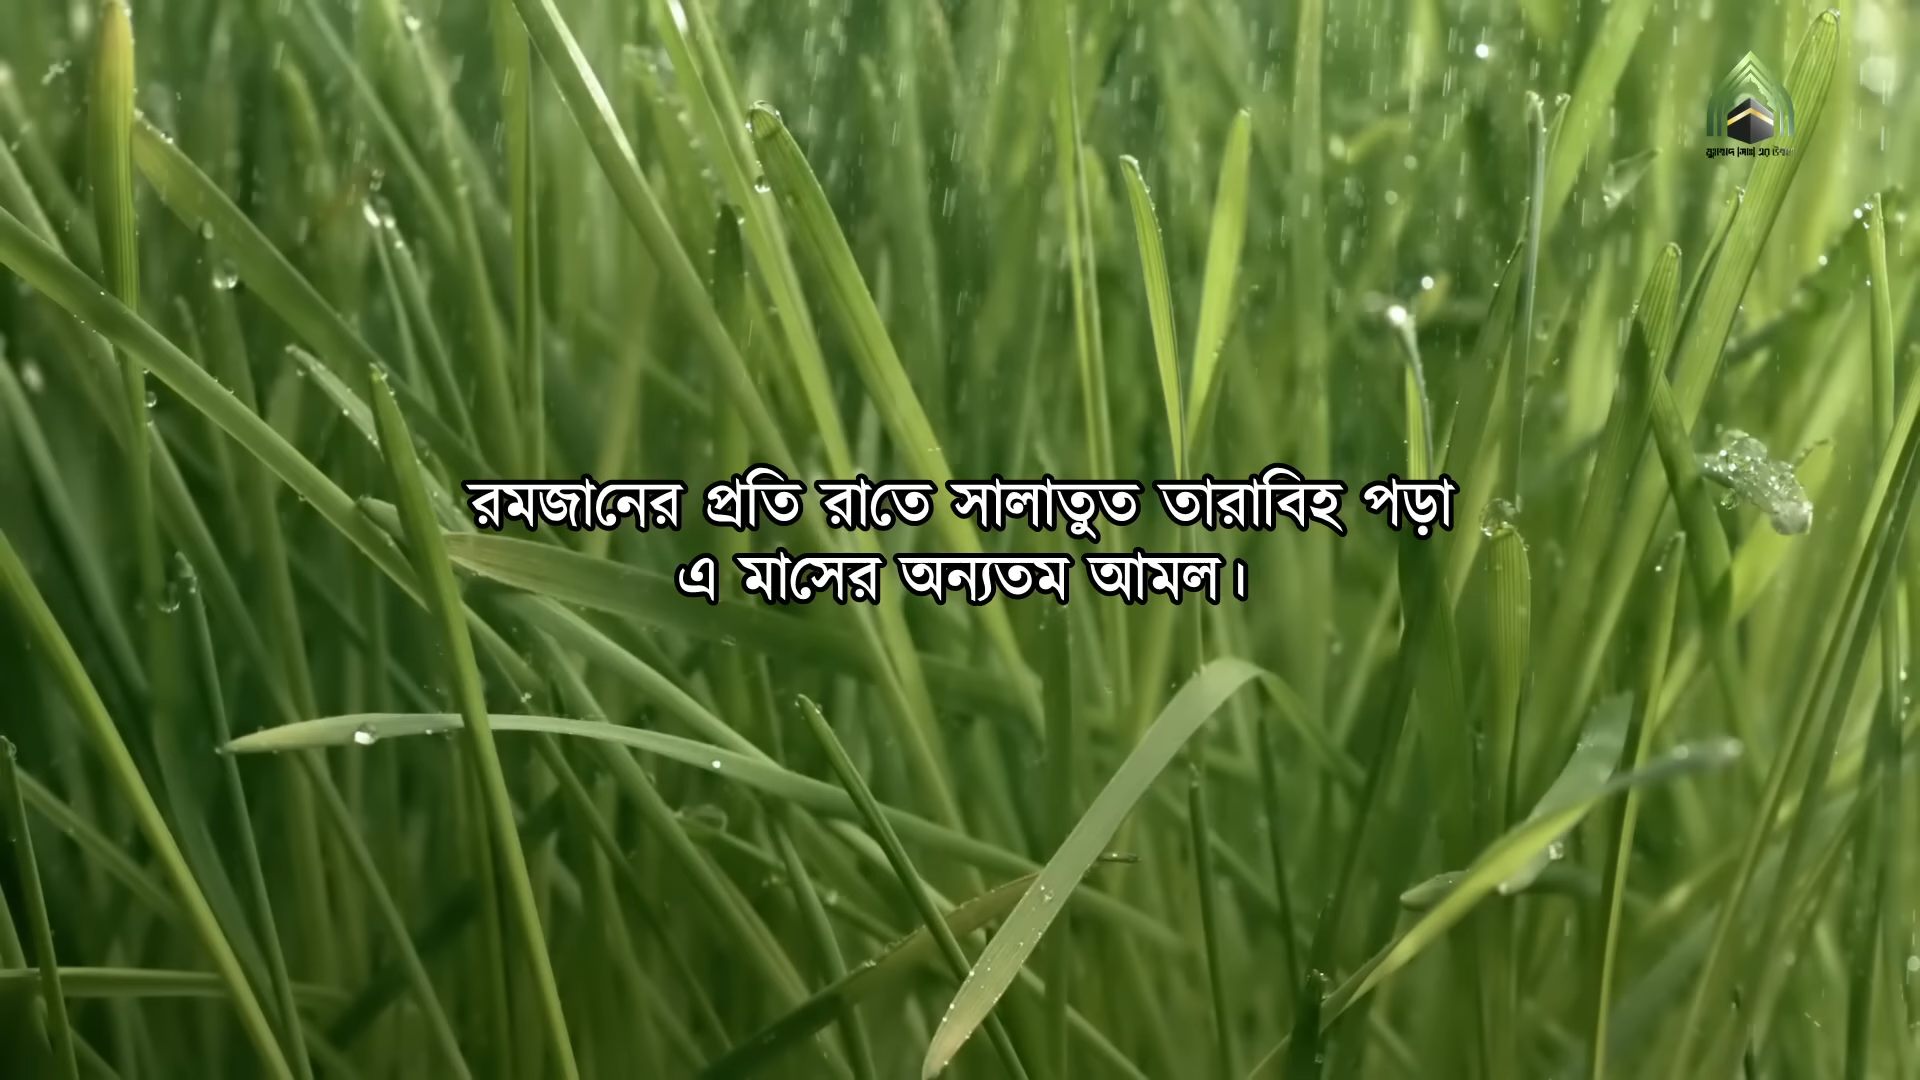 রমজানের প্রতি রাতে সালাতুত তারাবিহ পড়া
এ মাসের অন্যতম আমল।